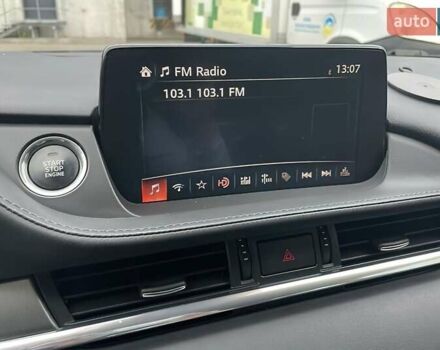 auto
FM Radio 13:07
103.1 103.1 FM
START
STOP
ENGINE